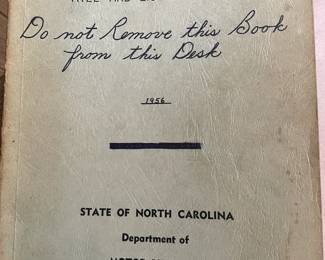 Do not Remove this Book
from this Desk
1956
STATE OF NORTH CAROLINA
Department of